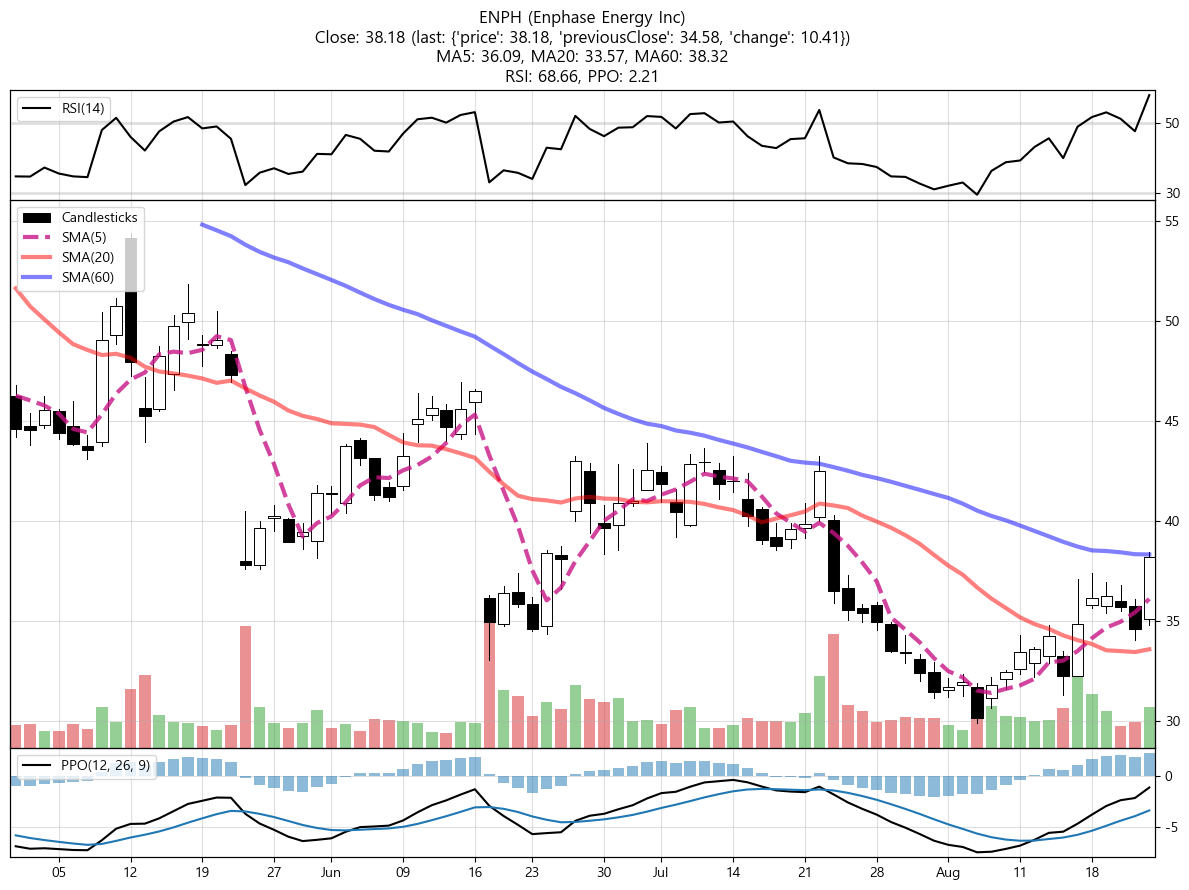 ENPH (Enphase Energy Inc)
Close: 38.18 (last: {'price': 38.18, 'previousClose': 34.58, 'change': 10.41})
MA5: 36.09, MA20: 33.57, MA60: 38.32
RSI: 68.66, PPO: 2.21
RSI(14)
50
30
Candlesticks
SMA(5)
SMA(20)
SMA(60)
55
50
45
40
35
30
PPO(12, 26, 9)
0
-5
05 12 19 27 Jun 09 16 23 30 Jul 14 21 28 Aug 11 18